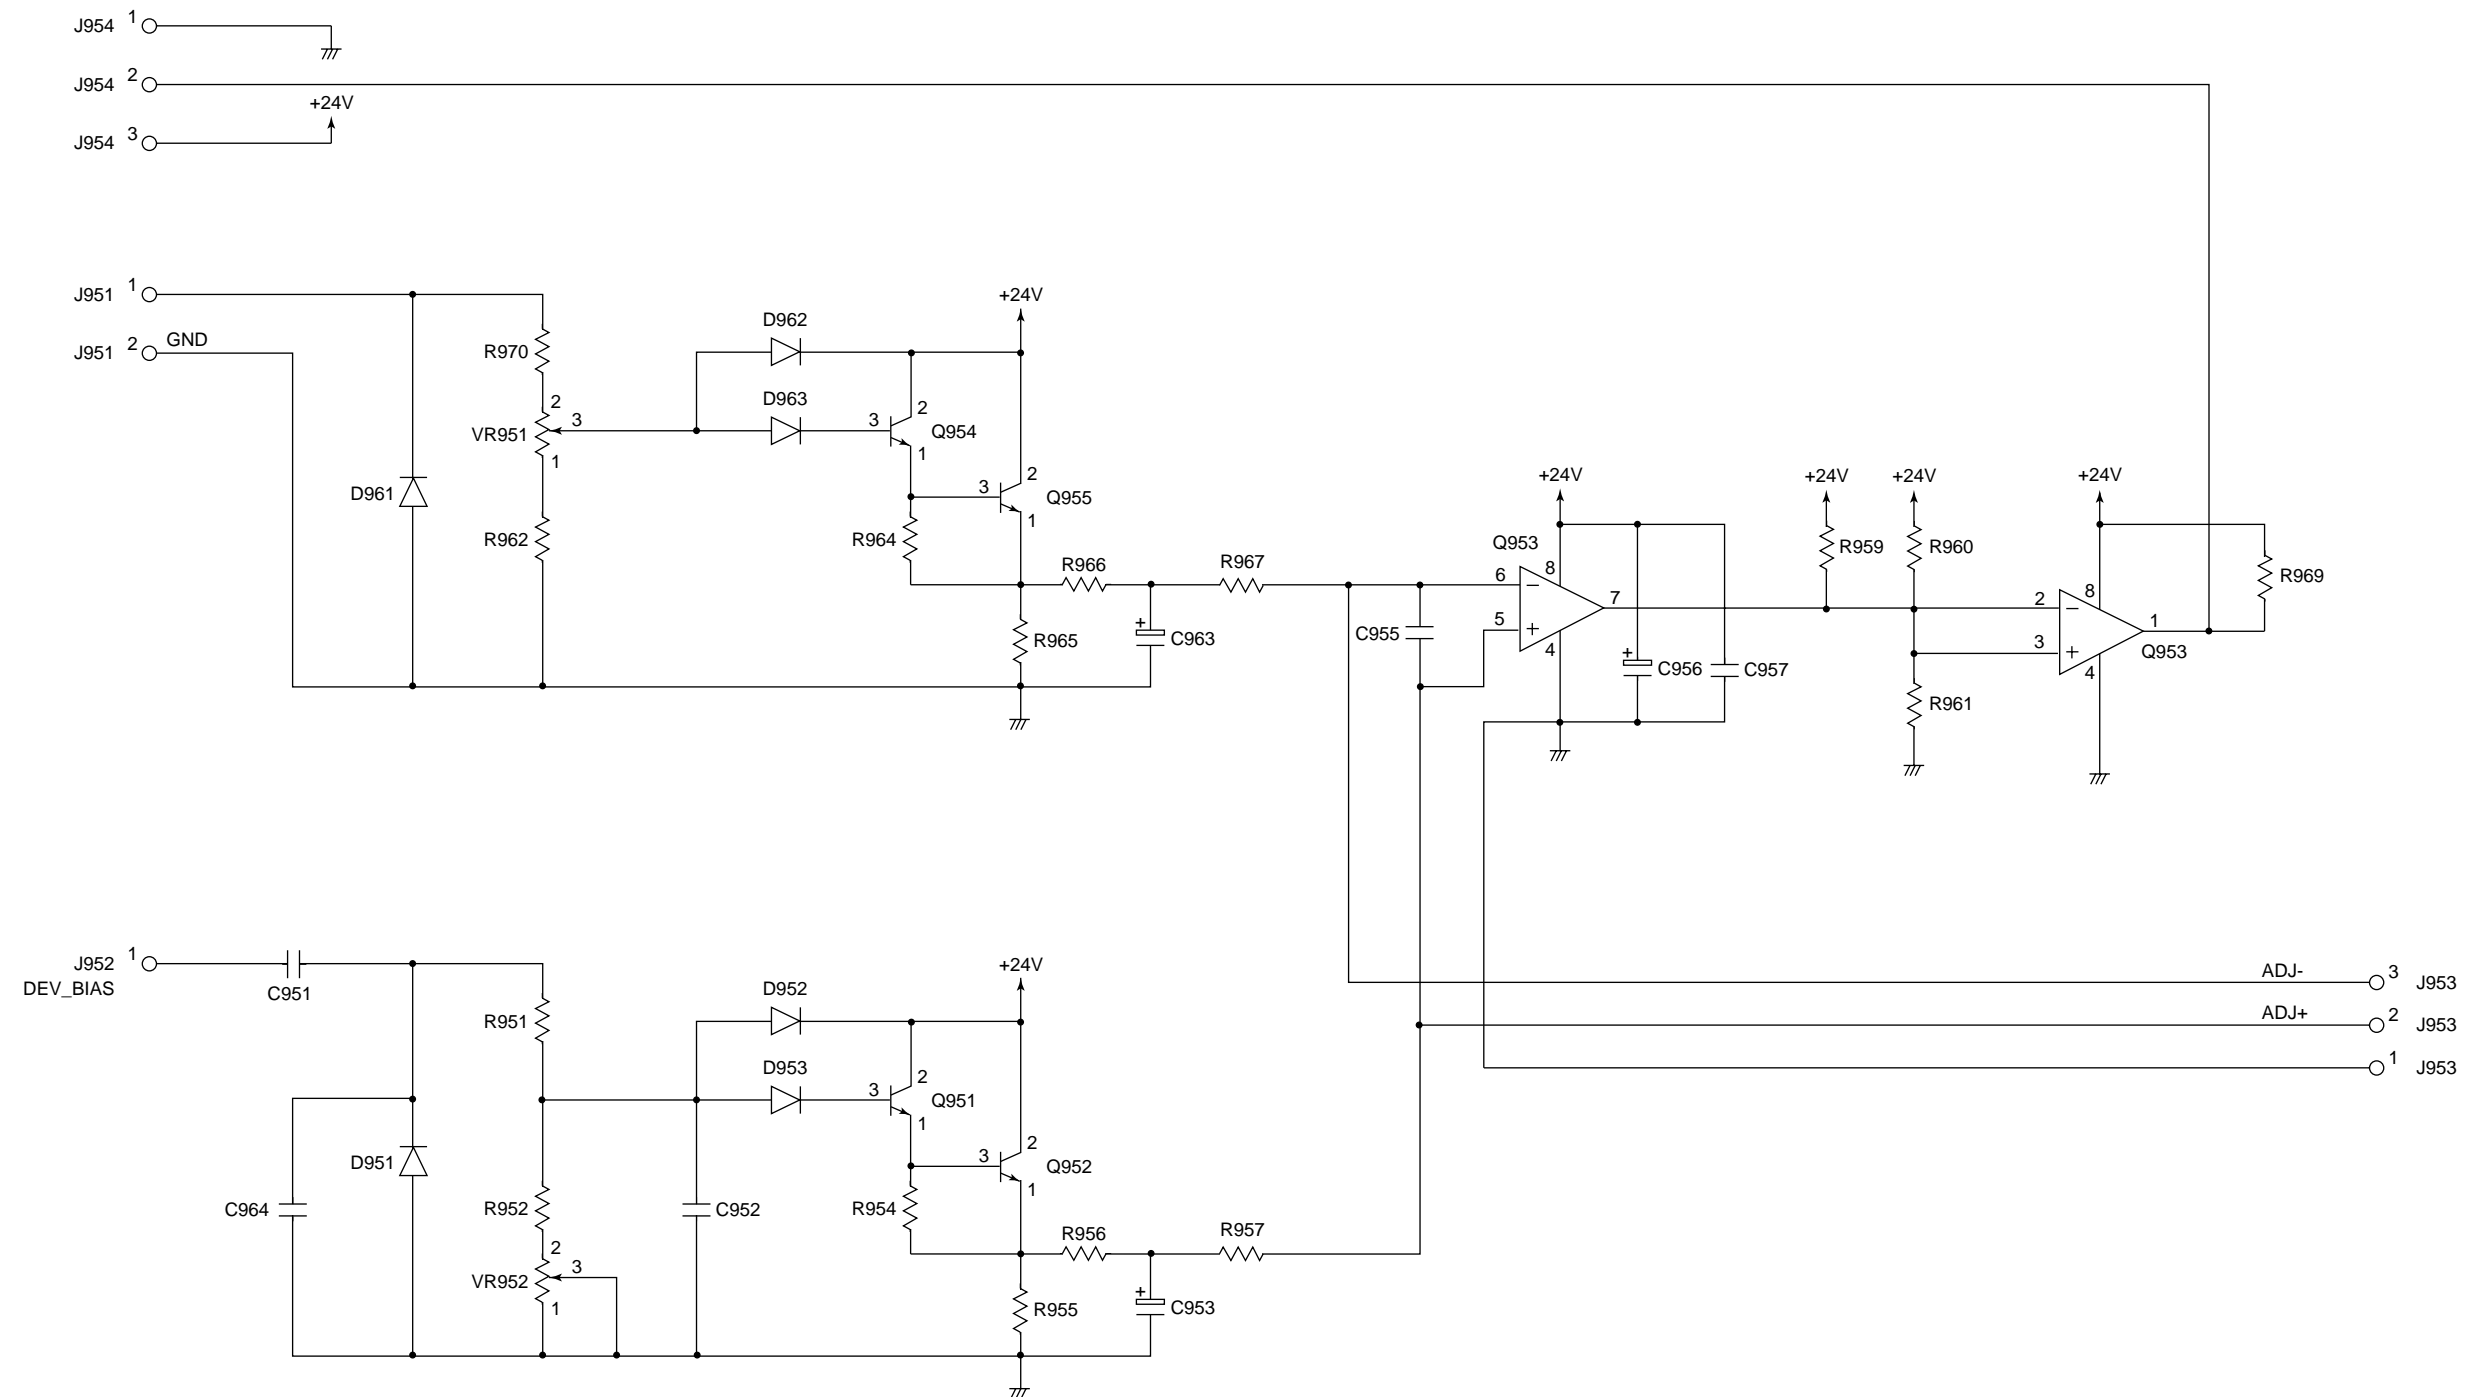 J954 1
J954 2
+24V
J954 3
J951 1
+24V
D962
J951 2 GND
R970
D963
2
3
3
2
VR951
Q954
1
1
2
+24V
+24V
+24V
+24V
D961
3
Q955
1
R962
R964
Q953
8
R959
R960
R966
R967
6
R969
8
7
2
1
5
C955
R965
C963
3
4
Q953
C956
C957
4
R961
J952 1
DEV_BIAS
+24V
ADJ-
3
J953
C951
D952
R951
ADJ+
2
J953
D953
1
J953
2
3
Q951
1
2
D951
3
Q952
1
C964
R952
C952
R954
R956
R957
2
3
VR952
1
R955
C953